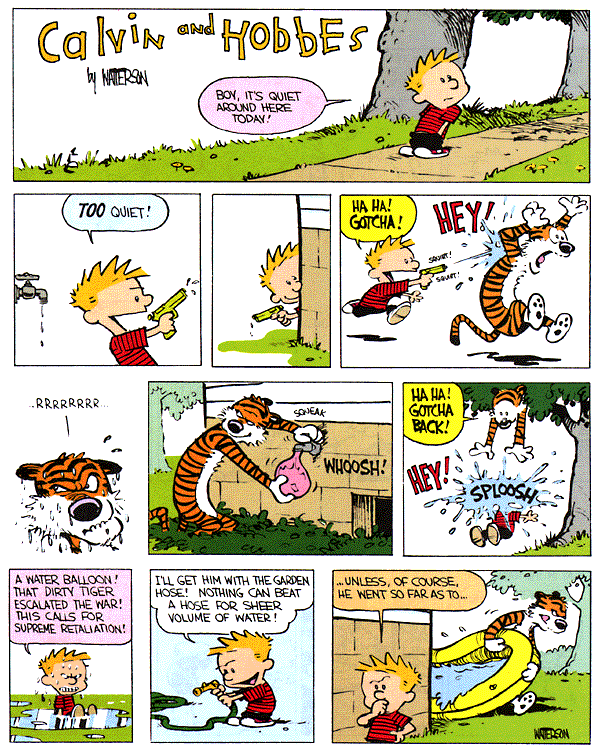 Calvin and HobbEs
by WATTERSON
BOY, IT'S QUIET
AROUND HERE
TODAY!
TOO QUIET!
HA HA!
GOTCHA!
HEY!
SQUIRT!
SQUIRT!
...RRRRRRRR...
SQUEAK
WHOOSH!
HA HA!
GOTCHA
BACK!
HEY!
SPLOOSH
A WATER BALLOON!
THAT DIRTY TIGER
ESCALATED THE WAR!
THIS CALLS FOR
SUPREME RETALIATION!
I'LL GET HIM WITH THE GARDEN
HOSE! NOTHING CAN BEAT
A HOSE FOR SHEER
VOLUME OF WATER!
...UNLESS, OF COURSE,
HE WENT SO FAR AS TO...
WATTERSON